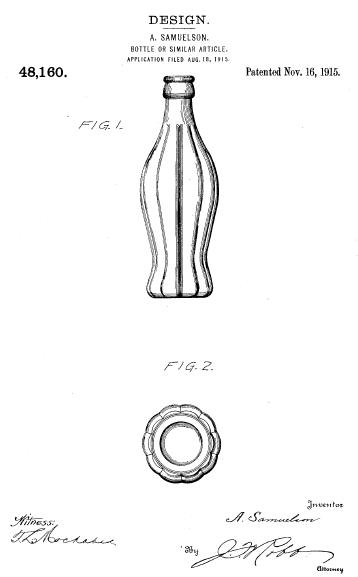 DESIGN.
A. SAMUELSON.
BOTTLE OR SIMILAR ARTICLE.
APPLICATION FILED AUG. 18, 1915.
48,160.
Patented Nov. 16, 1915.
FIG. 1.
FIG. 2.
Inventor
Witness:
A. Samuelson
By
Attorney